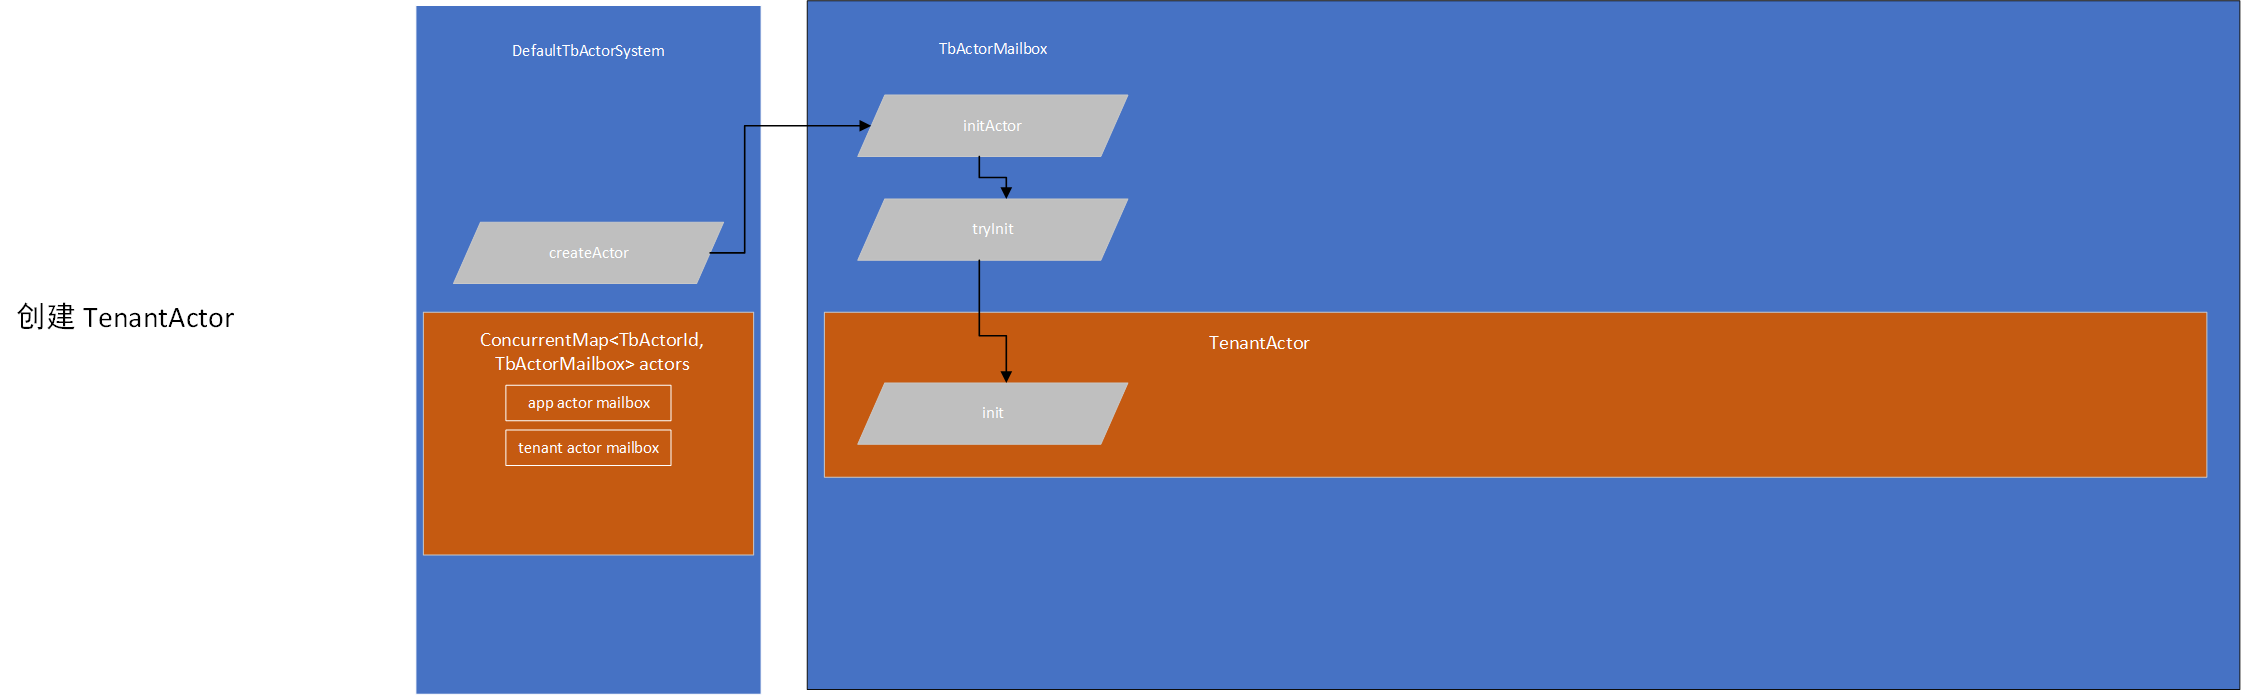 创建 TenantActor
DefaultTbActorSystem
createActor
ConcurrentMap<TbActorId,
TbActorMailbox> actors
app actor mailbox
tenant actor mailbox
TbActorMailbox
initActor
tryInit
TenantActor
init